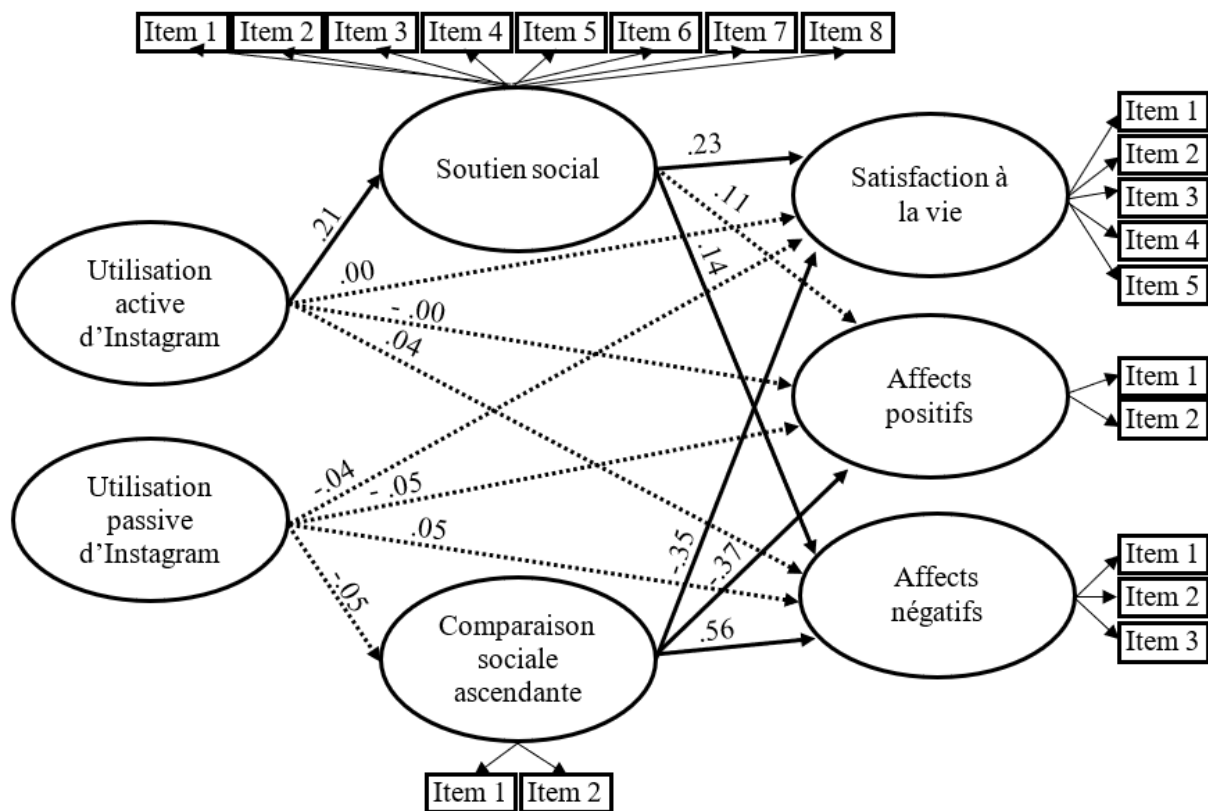 Item 1 Item 2 Item 3 Item 4 Item 5 Item 6 Item 7 Item 8
Soutien social
Satisfaction à
la vie
Item 1
Item 2
Item 3
Item 4
Item 5
Utilisation
active
d’Instagram
Affects
positifs
Item 1
Item 2
Utilisation
passive
d’Instagram
Affects
négatifs
Item 1
Item 2
Item 3
Comparaison
sociale
ascendante
Item 1 Item 2
.21
.23
.11
.14
.00
- .00
.04
-.04
- .05
.05
-.05
-.35
-.37
.56